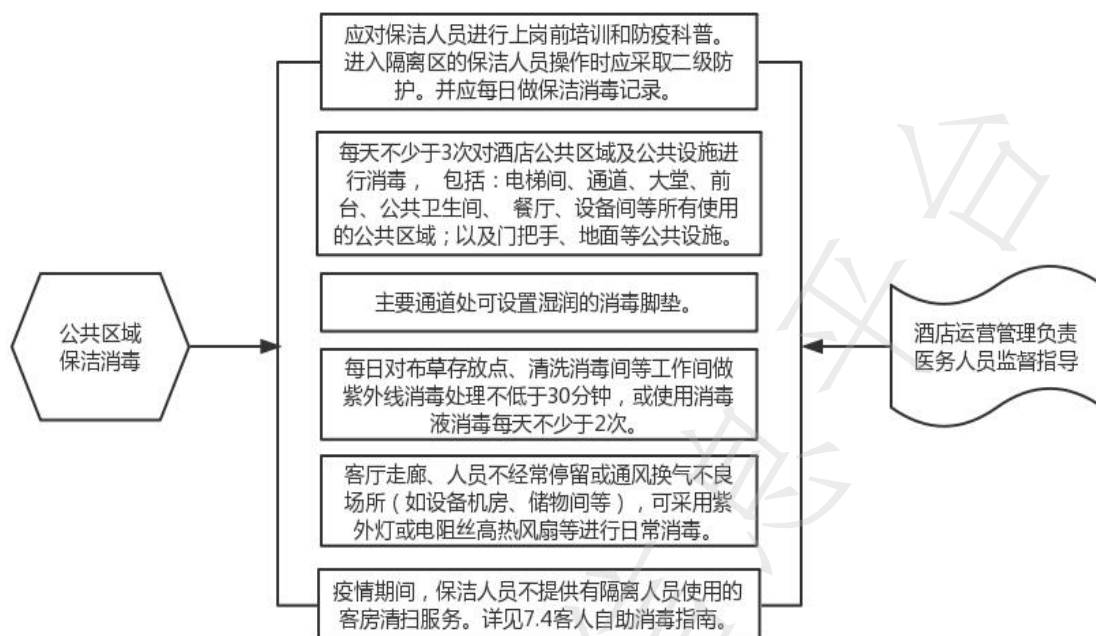 应对保洁人员进行上岗前培训和防疫科普。
进入隔离区的保洁人员操作时应采取二级防
护。并应每日做保洁消毒记录。
每天不少于3次对酒店公共区域及公共设施进
行消毒， 包括：电梯间、通道、大堂、前
台、公共卫生间、 餐厅、设备间等所有使用
的公共区域；以及门把手、地面等公共设施。
公共区域
保洁消毒
主要通道处可设置湿润的消毒脚垫。
酒店运营管理负责
医务人员监督指导
每日对布草存放点、清洗消毒间等工作间做
紫外线消毒处理不低于30分钟，或使用消毒
液消毒每天不少于2次。
客厅走廊、人员不经常停留或通风换气不良
场所（如设备机房、储物间等），可采用紫
外灯或电阻丝高热风扇等进行日常消毒。
疫情期间，保洁人员不提供有隔离人员使用的
客房清扫服务。详见7.4客人自助消毒指南。